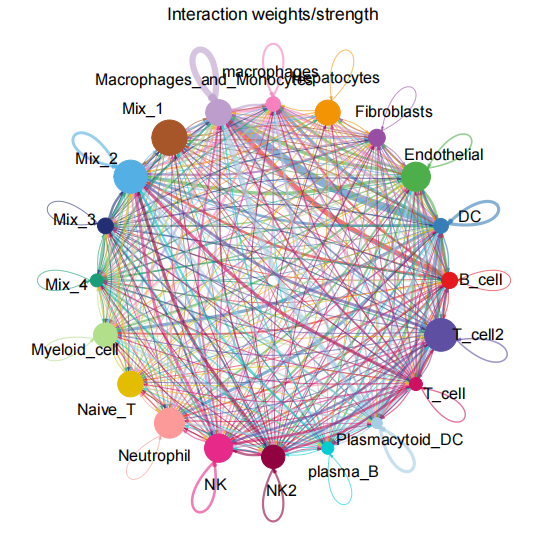 Interaction weights/strength
macrophages
Macrophages_and_Monocytes
Hepatocytes
Mix_1
Fibroblasts
Mix_2
Endothelial
Mix_3
DC
Mix_4
B_cell
Myeloid_cell
T_cell2
Naive_T
T_cell
Neutrophil
Plasmacytoid_DC
NK
NK2
plasma_B